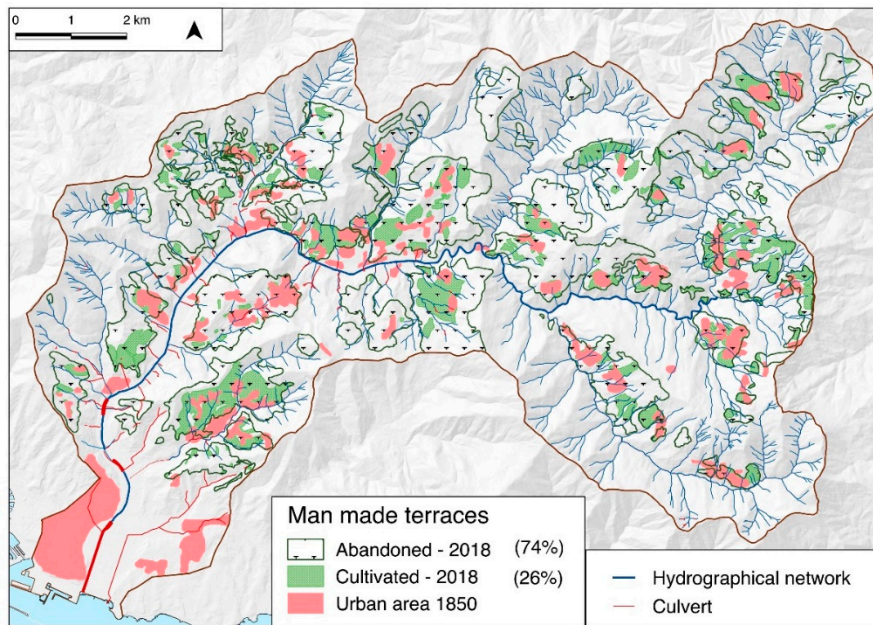 0 1 2 km
Man made terraces
Abandoned - 2018 (74%)
Cultivated - 2018 (26%)
Urban area 1850
Hydrographical network
Culvert